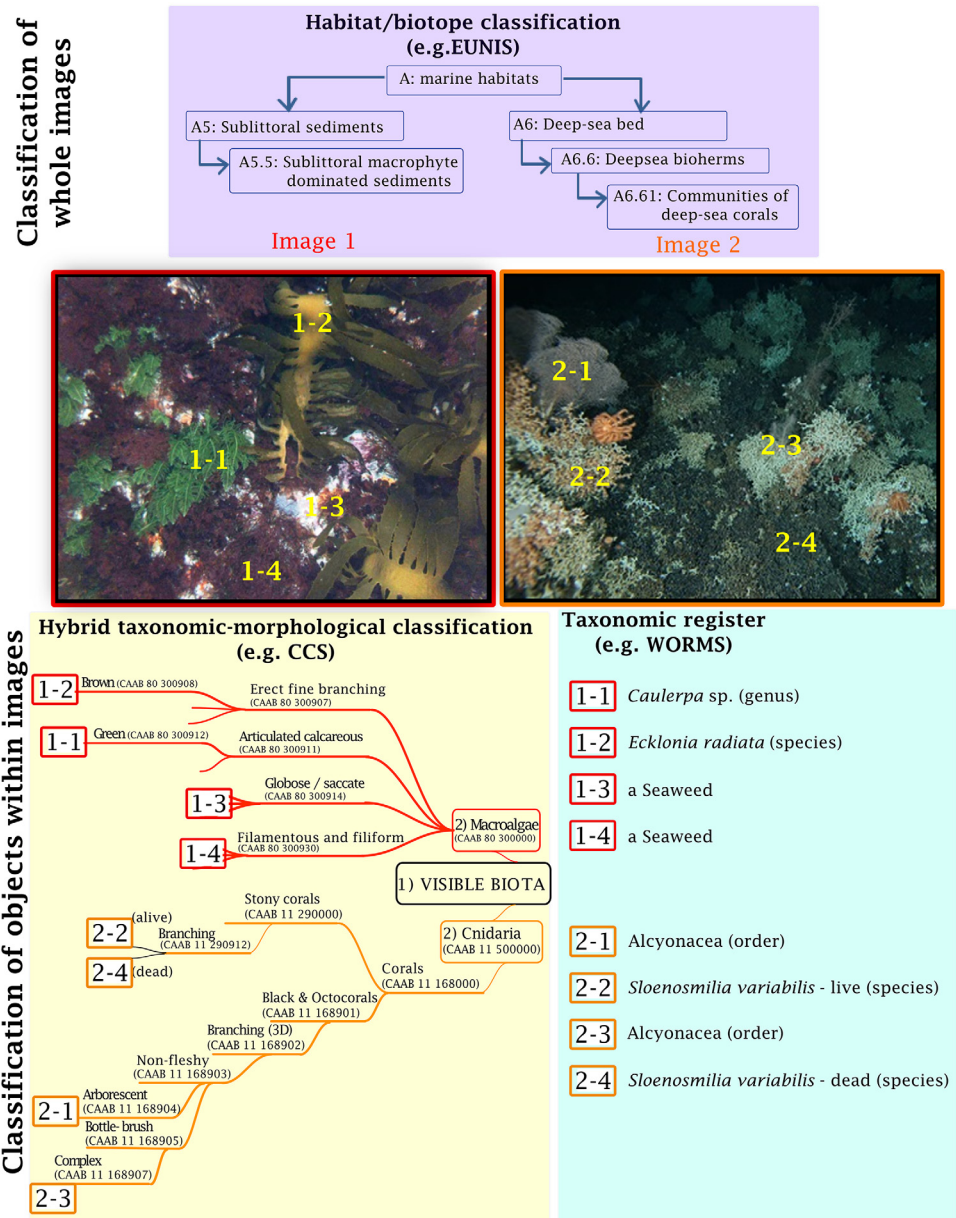 Classification of
whole images
Habitat/biotope classification
(e.g.EUNIS)
A: marine habitats
A5: Sublittoral sediments
A5.5: Sublittoral macrophyte
dominated sediments
A6: Deep-sea bed
A6.6: Deepsea bioherms
A6.61: Communities of
deep-sea corals
Image 1
Image 2
1-2
1-1
1-3
1-4
2-1
2-2
2-3
2-4
Classification of objects within images
Hybrid taxonomic-morphological classification
(e.g. CCS)
1-2
Brown (CAAB 80 300908)
Erect fine branching
(CAAB 80 300907)
1-1
Green (CAAB 80 300912)
Articulated calcareous
(CAAB 80 300911)
1-3
Globose / saccate
(CAAB 80 300914)
1-4
Filamentous and filiform
(CAAB 80 300930)
2) Macroalgae
(CAAB 80 300000)
1) VISIBLE BIOTA
2) Cnidaria
(CAAB 11 500000)
Stony corals
(CAAB 11 290000)
2-2
(alive)
Branching
(CAAB 11 290912)
2-4
(dead)
Corals
(CAAB 11 168000)
Black & Octocorals
(CAAB 11 168901)
Branching (3D)
(CAAB 11 168902)
Non-fleshy
(CAAB 11 168903)
2-1
Arborescent
(CAAB 11 168904)
Bottle- brush
(CAAB 11 168905)
Complex
(CAAB 11 168907)
2-3
Taxonomic register
(e.g. WORMS)
1-1 Caulerpa sp. (genus)
1-2 Ecklonia radiata (species)
1-3 a Seaweed
1-4 a Seaweed
2-1 Alcyonacea (order)
2-2 Sloenosmilia variabilis - live (species)
2-3 Alcyonacea (order)
2-4 Sloenosmilia variabilis - dead (species)